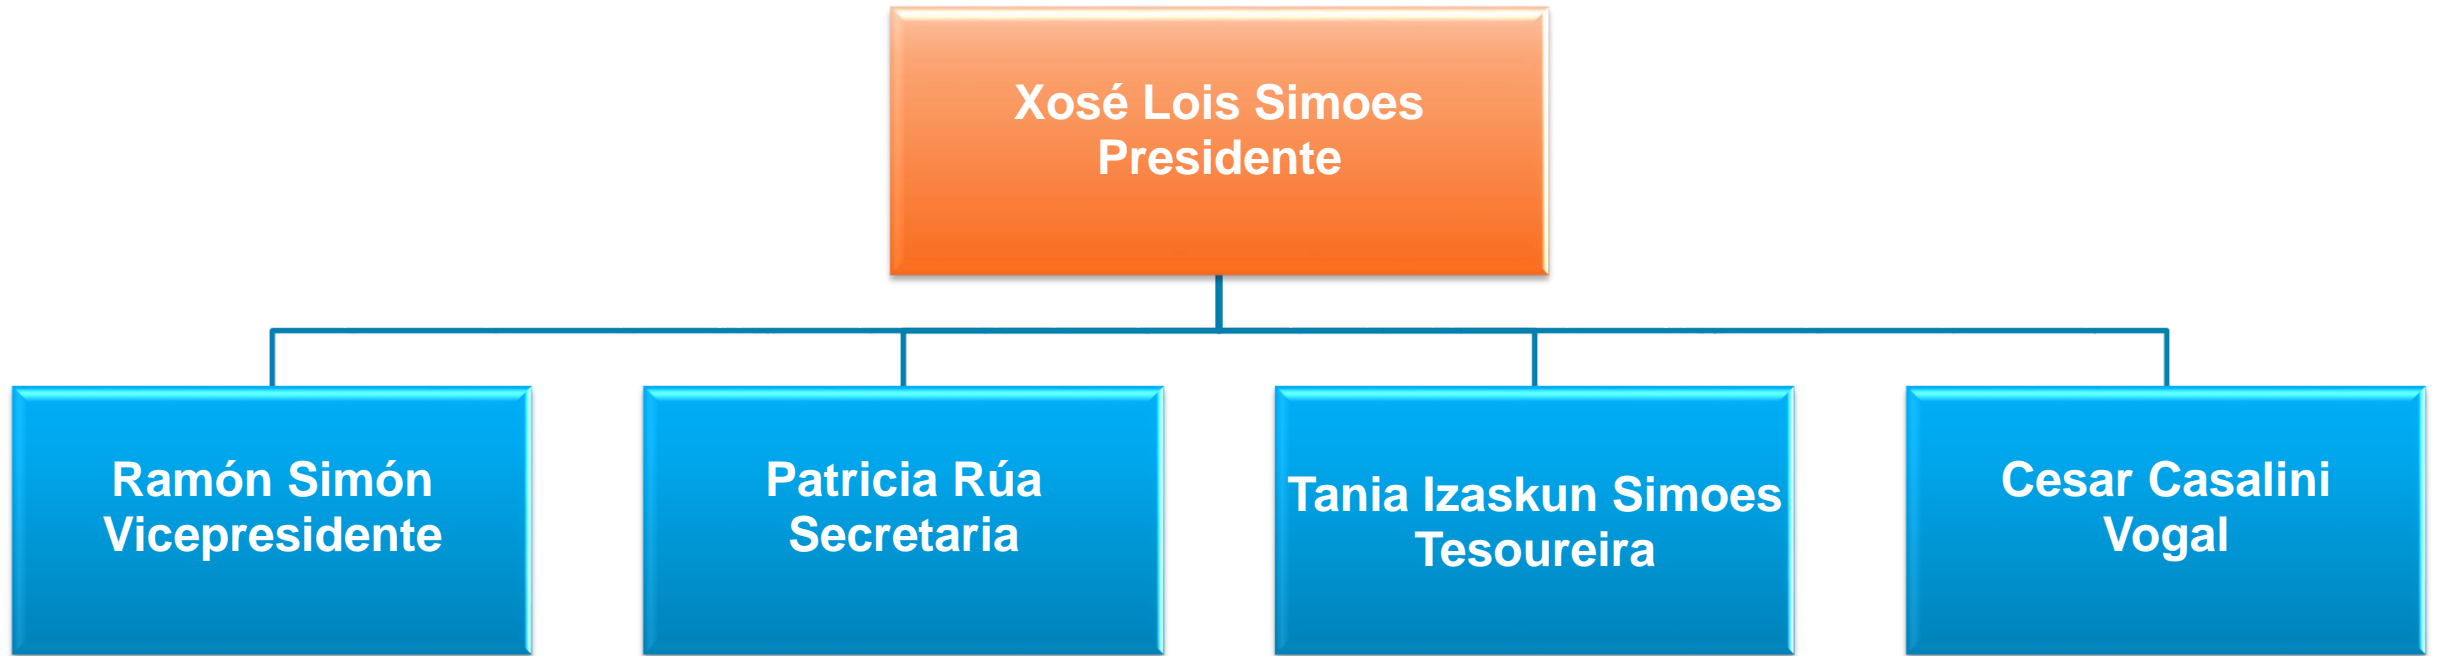 Xosé Lois Simoes
Presidente
Ramón Simón
Vicepresidente
Patricia Rúa
Secretaria
Tania Izaskun Simoes
Tesoureira
Cesar Casalini
Vogal